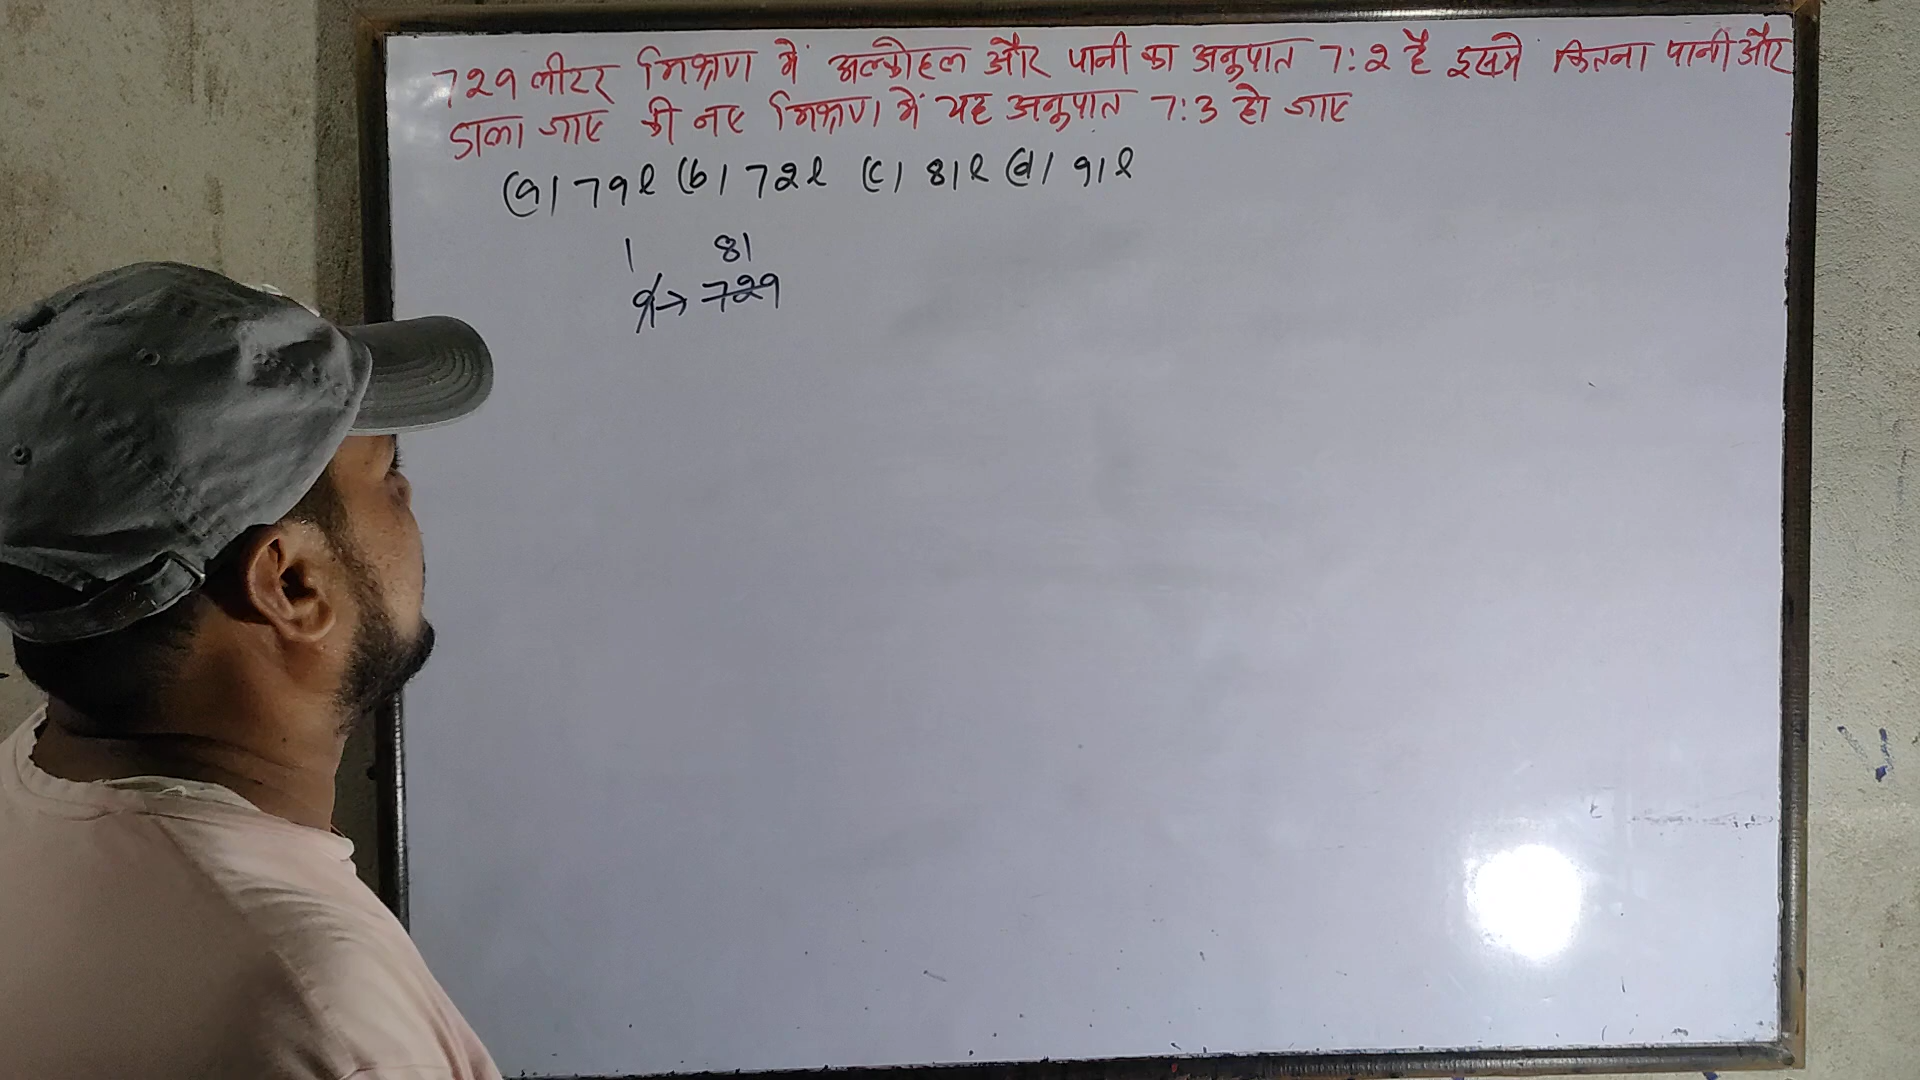 729 लीटर मिश्रण में अल्कोहल और पानी का अनुपात 7:2 है इसमे कितना पानी और
डाला जाए की नए मिश्रण में यह अनुपात 7:3 हो जाए
(a) 79l (b) 72l (c) 81l (d) 91l
1 81
9→ 729